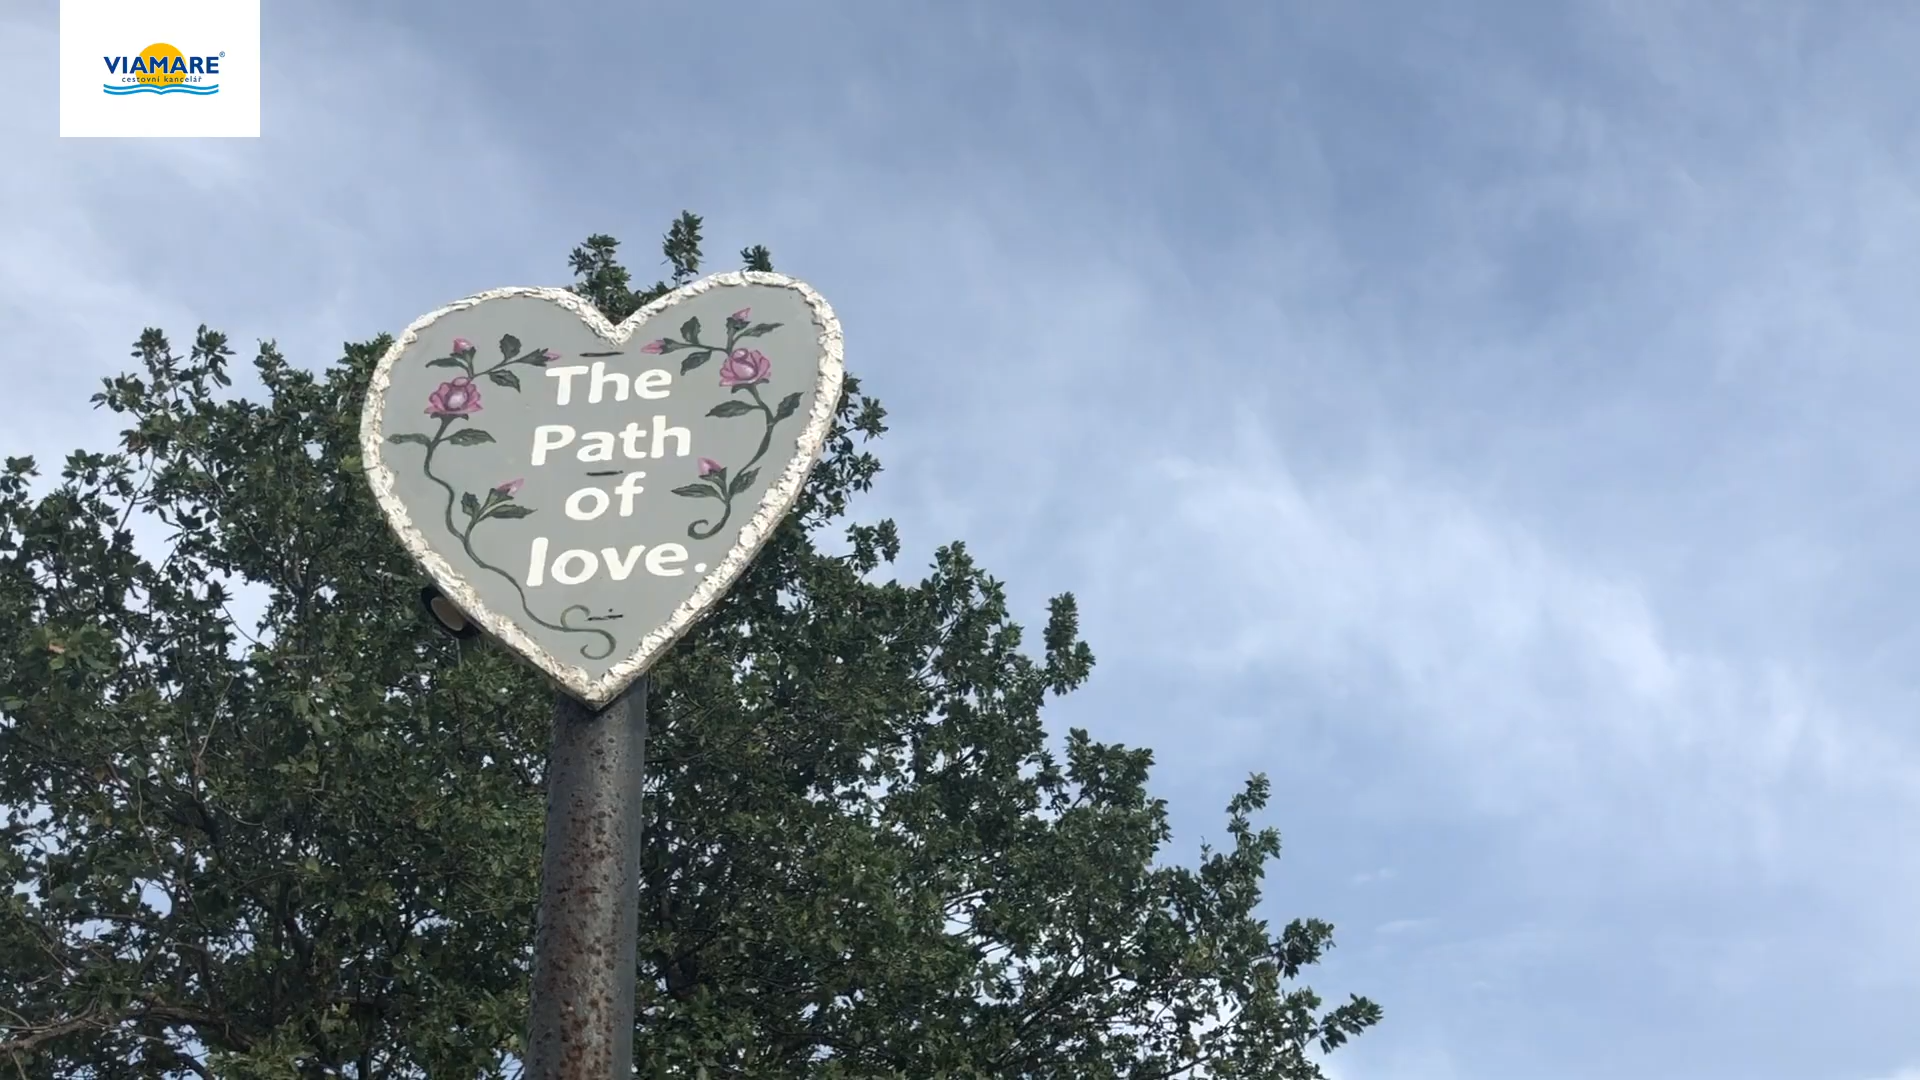 VIAMARE®
cestovní kancelář
The
Path
of
love.